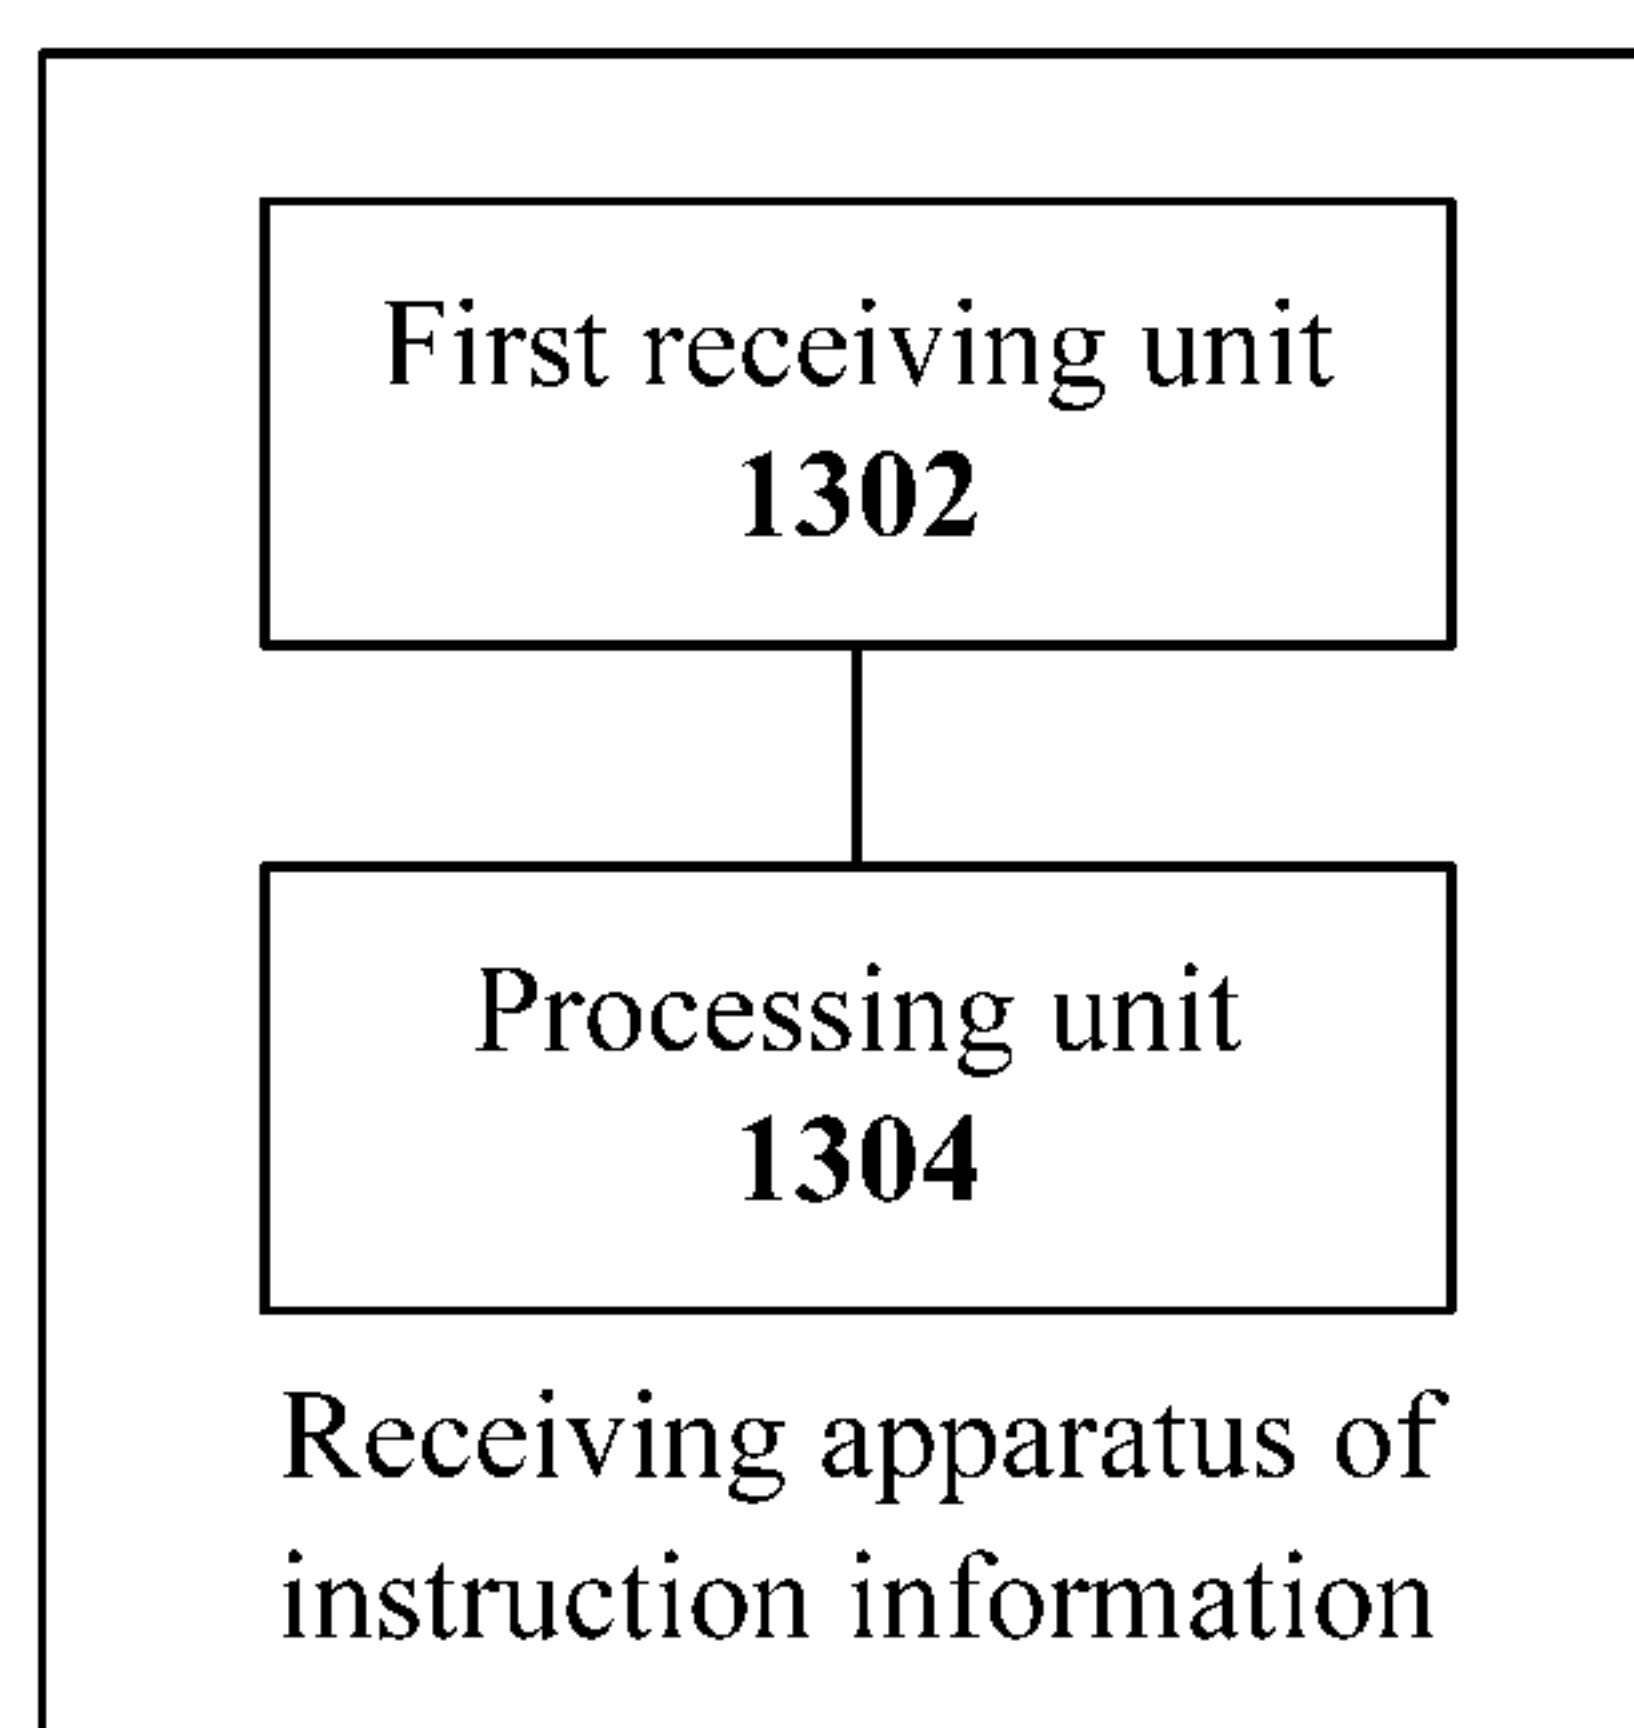 First receiving unit
1302
Processing unit
1304
Receiving apparatus of
instruction information